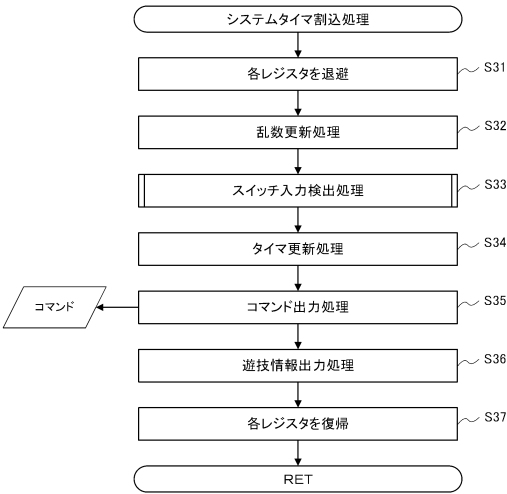 システムタイマ割込処理
各レジスタを退避
S31
乱数更新処理
S32
スイッチ入力検出処理
S33
タイマ更新処理
S34
コマンド
コマンド出力処理
S35
遊技情報出力処理
S36
各レジスタを復帰
S37
RET